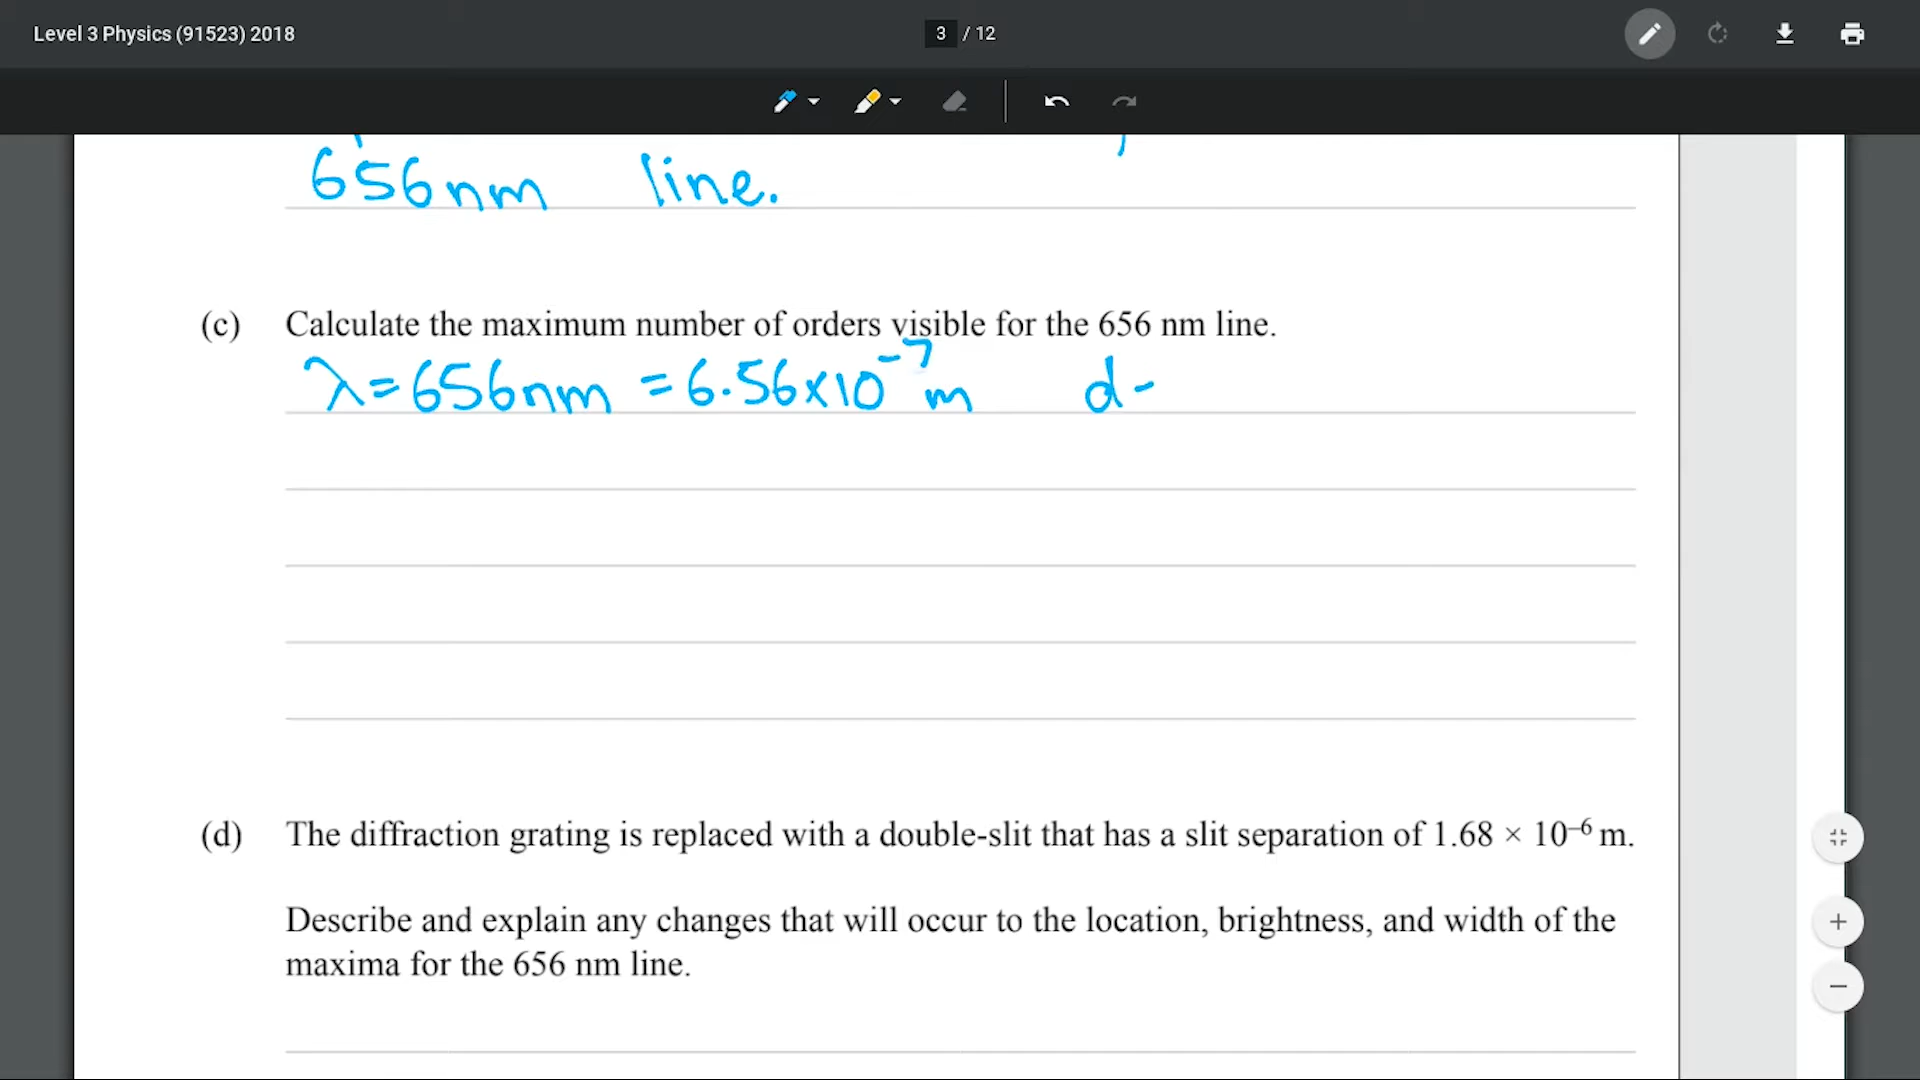 Level 3 Physics (91523) 2018
3 / 12
656nm line.
(c) Calculate the maximum number of orders visible for the 656 nm line.
λ=656nm = 6.56×10⁻⁷ m d-
(d) The diffraction grating is replaced with a double-slit that has a slit separation of 1.68 × 10⁻⁶ m.
Describe and explain any changes that will occur to the location, brightness, and width of the
maxima for the 656 nm line.